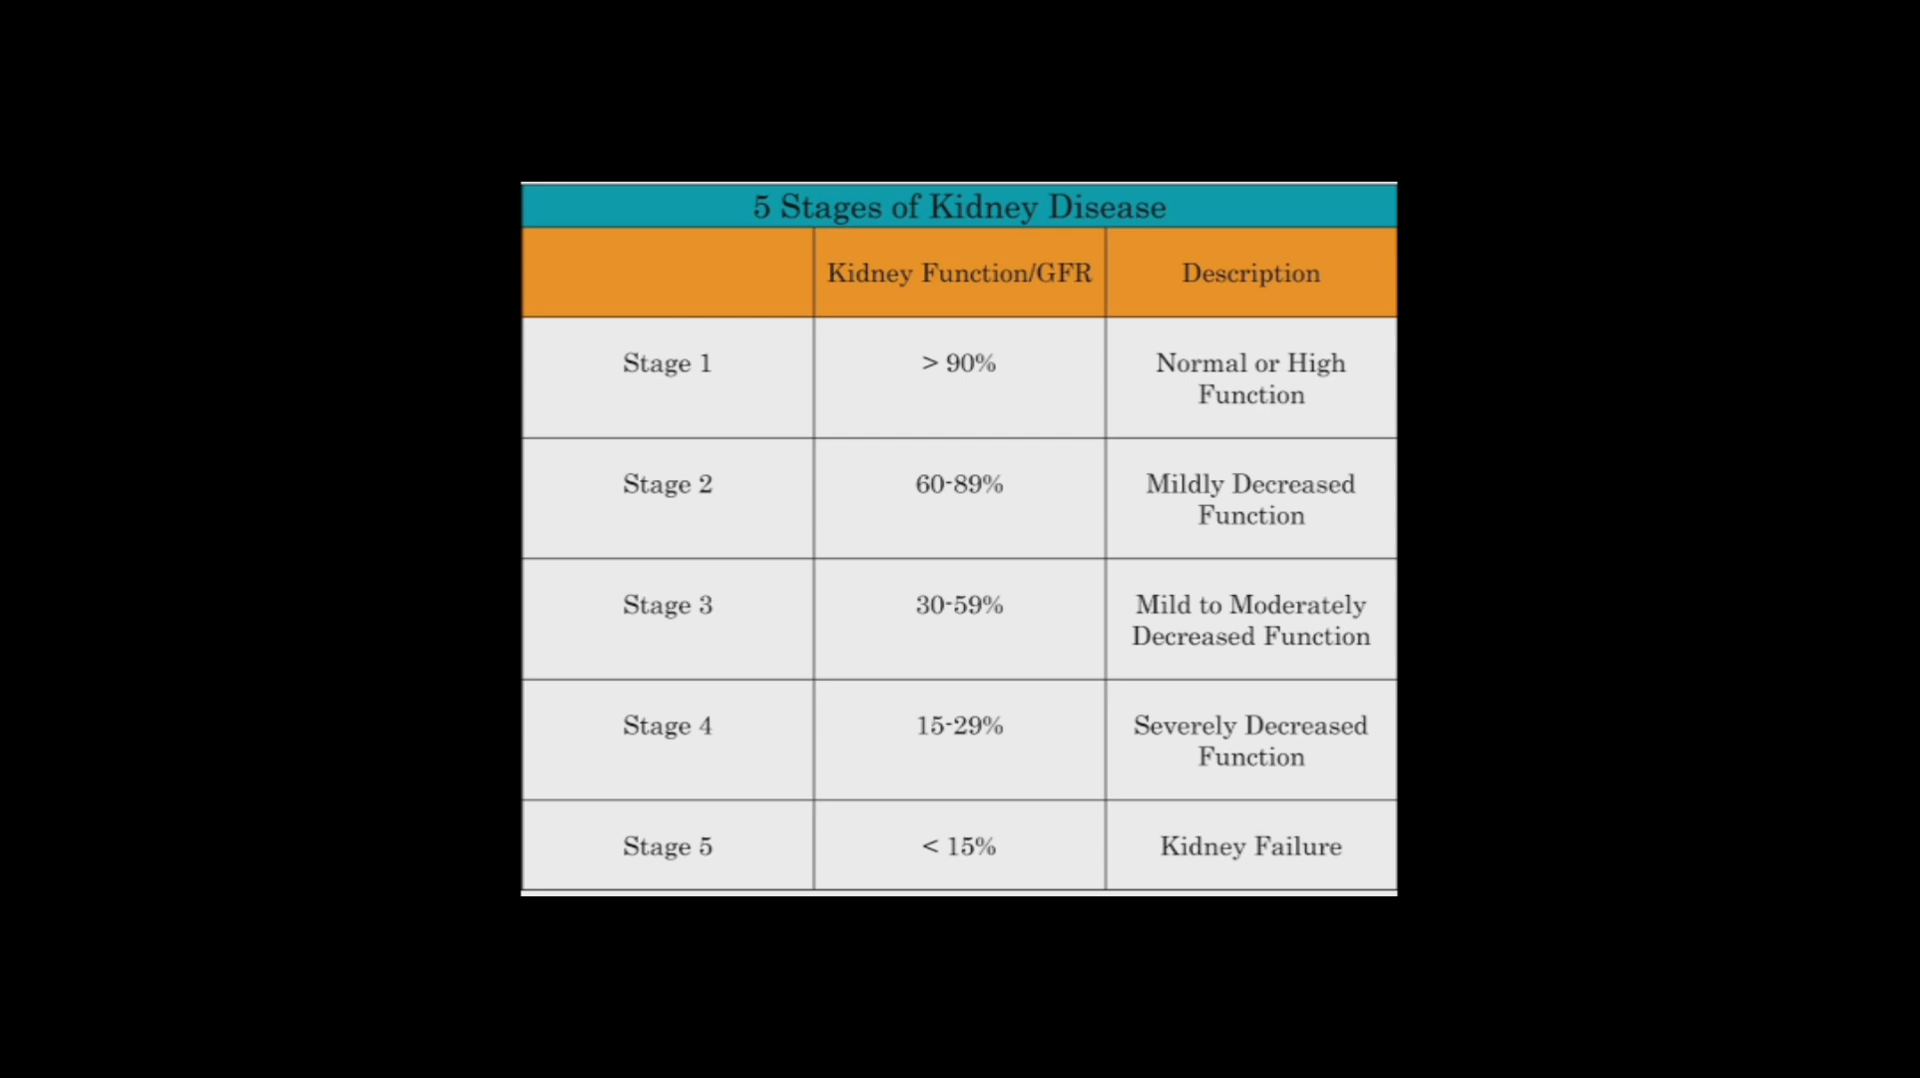 5 Stages of Kidney Disease
Kidney Function/GFR
Description
Stage 1
> 90%
Normal or High
Function
Stage 2
60-89%
Mildly Decreased
Function
Stage 3
30-59%
Mild to Moderately
Decreased Function
Stage 4
15-29%
Severely Decreased
Function
Stage 5
< 15%
Kidney Failure